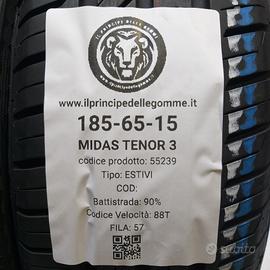 IL PRINCIPE DELLE GOMME
www.ilprincipedellegomme.it
185-65-15
MIDAS TENOR 3
codice prodotto: 55239
Tipo: ESTIVI
COD:
Battistrada: 90%
Codice Velocità: 88T
FILA: 57
subito